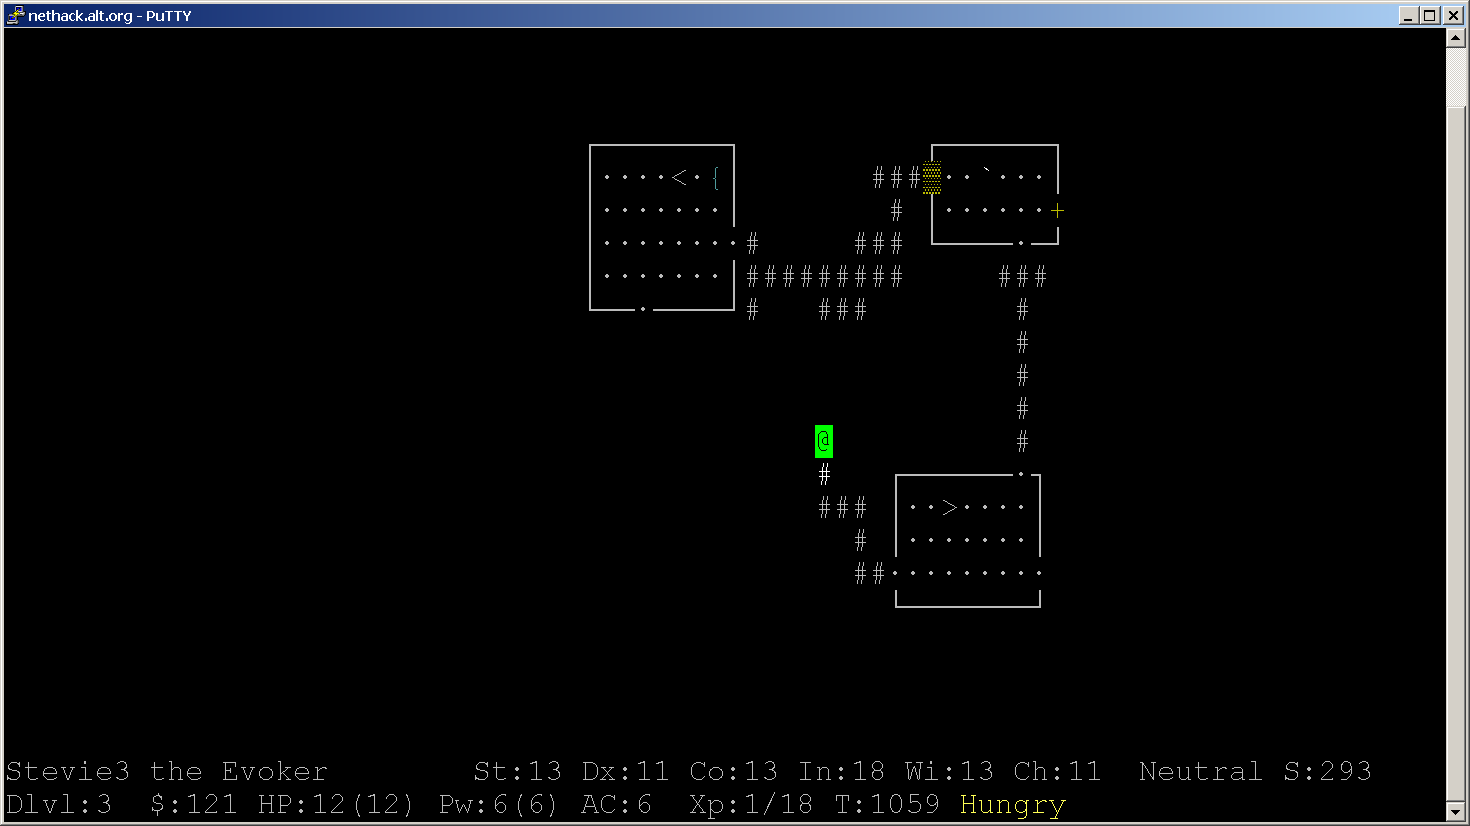 nethack.alt.org - PuTTY
. . . . < . {
# # # ▒ . . ` . . .
. . . . . . .
# . . . . . . +
. . . . . . . . #
# # # .
. . . . . . .
# # # # # # # # #
# # #
. # # # #
#
#
#
#
@ #
# .
# # # . . > . . . .
# . . . . . . .
# # . . . . . . . . .
Stevie3 the Evoker St:13 Dx:11 Co:13 In:18 Wi:13 Ch:11 Neutral S:293
Dlvl:3 $:121 HP:12(12) Pw:6(6) AC:6 Xp:1/18 T:1059 Hungry